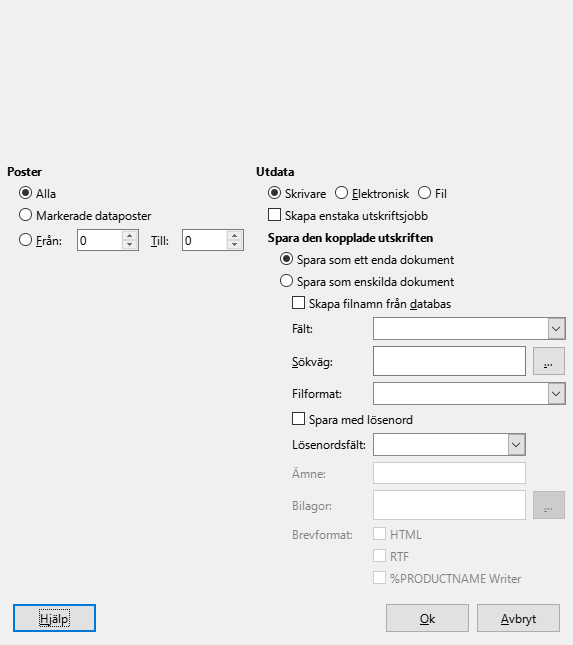 Poster
Alla
Markerade dataposter
Från: 0 Till: 0
Utdata
Skrivare Elektronisk Fil
Skapa enstaka utskriftsjobb
Spara den kopplade utskriften
Spara som ett enda dokument
Spara som enskilda dokument
Skapa filnamn från databas
Fält:
Sökväg: ...
Filformat:
Spara med lösenord
Lösenordsfält:
Ämne:
Bilagor: ...
Brevformat: HTML
RTF
%PRODUCTNAME Writer
Hjälp Ok Avbryt